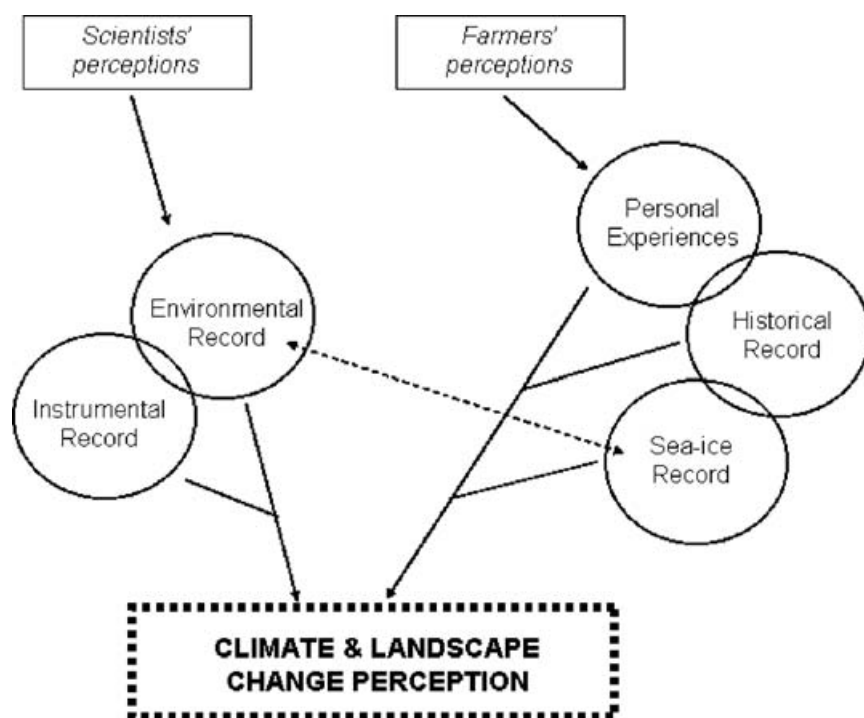 Scientists'
perceptions
Farmers'
perceptions
Personal
Experiences
Environmental
Record
Historical
Record
Instrumental
Record
Sea-ice
Record
CLIMATE & LANDSCAPE
CHANGE PERCEPTION